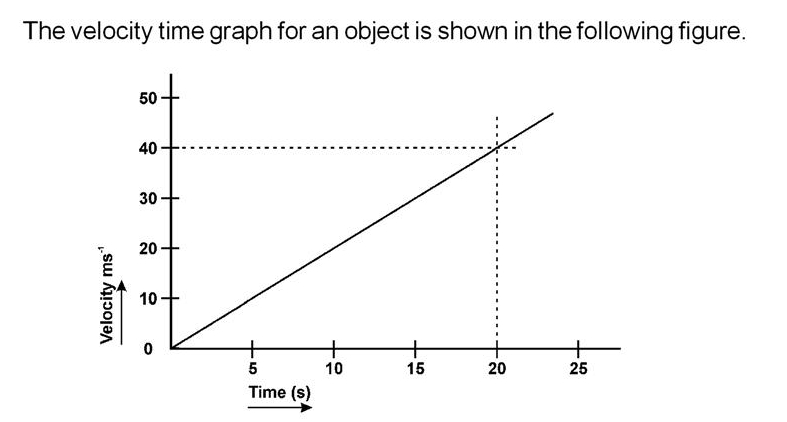 The velocity time graph for an object is shown in the following figure.
50
40
30
20
10
0
Velocity ms⁻¹
5 10 15 20 25
Time (s)